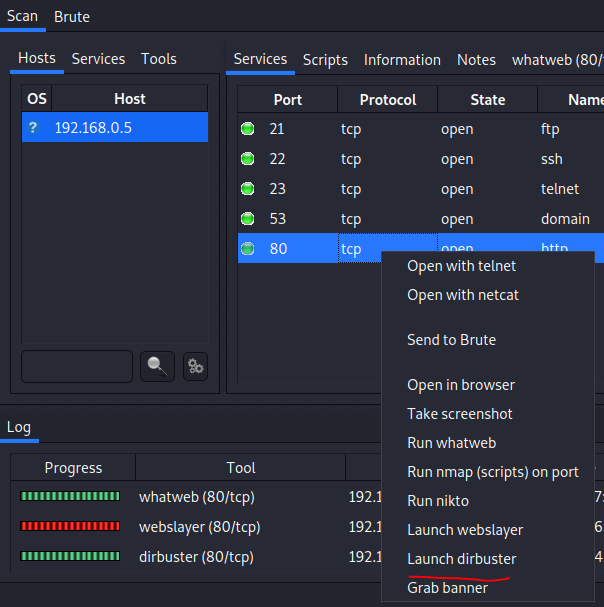 Scan Brute
Hosts Services Tools
OS Host
? 192.168.0.5
Services Scripts Information Notes whatweb (80/
Port Protocol State Name
21 tcp open ftp
22 tcp open ssh
23 tcp open telnet
53 tcp open domain
80 tcp open http
Open with telnet
Open with netcat
Send to Brute
Open in browser
Take screenshot
Run whatweb
Run nmap (scripts) on port
Run nikto
Launch webslayer
Launch dirbuster
Grab banner
Log
Progress Tool
whatweb (80/tcp) 192.1
webslayer (80/tcp) 192.1
dirbuster (80/tcp) 192.1